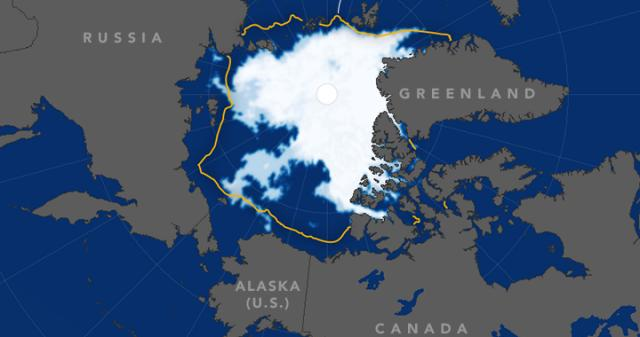 RUSSIA
GREENLAND
ALASKA
(U.S.)
CANADA